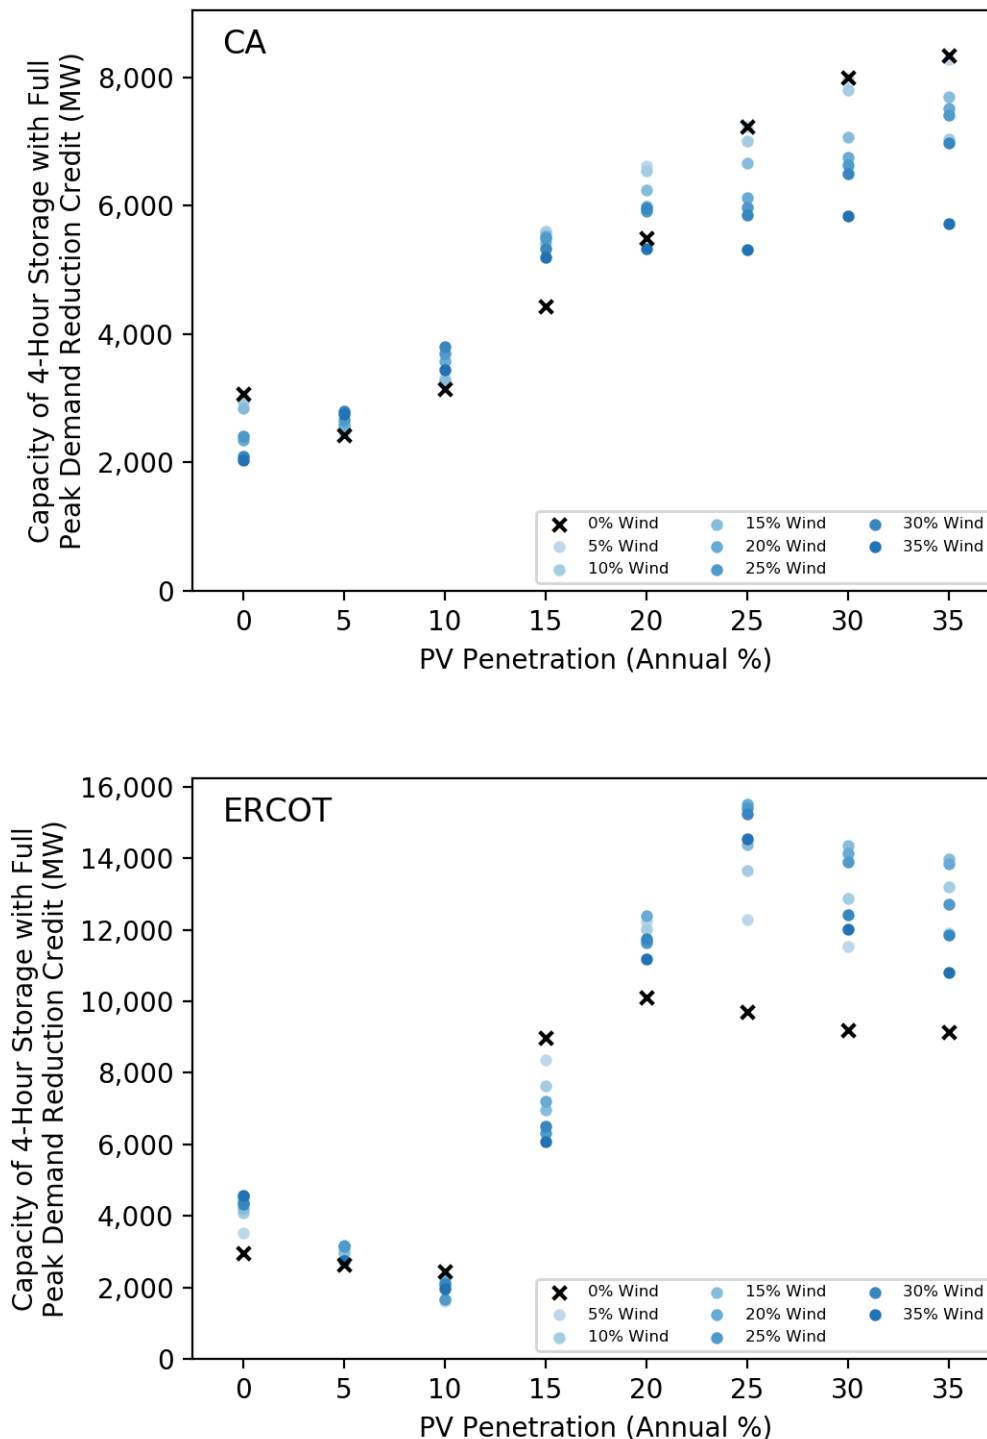 CA
Capacity of 4-Hour Storage with Full
Peak Demand Reduction Credit (MW)
8,000
6,000
4,000
2,000
0
0% Wind
5% Wind
10% Wind
15% Wind
20% Wind
25% Wind
30% Wind
35% Wind
0 5 10 15 20 25 30 35
PV Penetration (Annual %)
ERCOT
Capacity of 4-Hour Storage with Full
Peak Demand Reduction Credit (MW)
16,000
14,000
12,000
10,000
8,000
6,000
4,000
2,000
0
0% Wind
5% Wind
10% Wind
15% Wind
20% Wind
25% Wind
30% Wind
35% Wind
0 5 10 15 20 25 30 35
PV Penetration (Annual %)